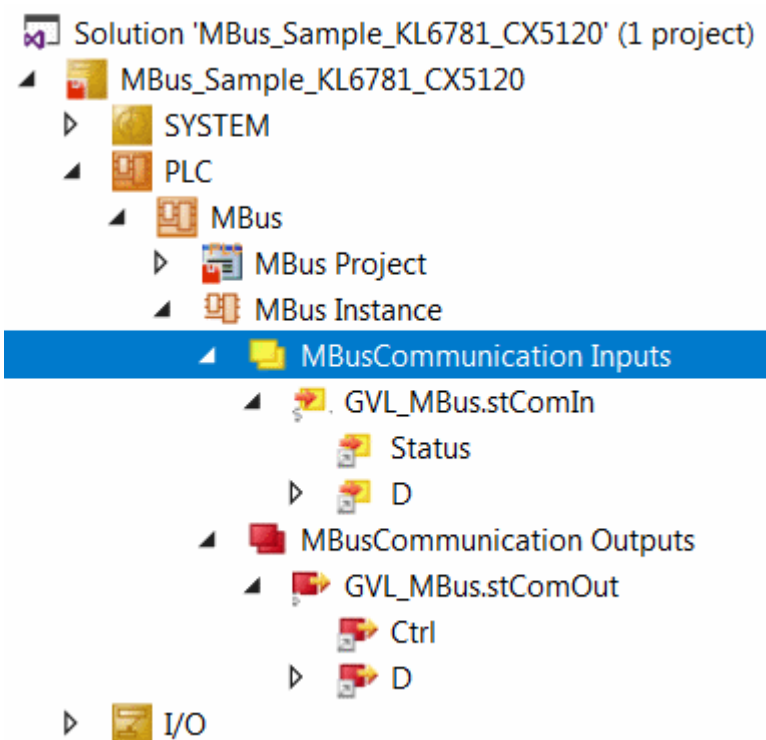 Solution 'MBus_Sample_KL6781_CX5120' (1 project)
MBus_Sample_KL6781_CX5120
SYSTEM
PLC
MBus
MBus Project
MBus Instance
MBusCommunication Inputs
GVL_MBus.stComIn
Status
D
MBusCommunication Outputs
GVL_MBus.stComOut
Ctrl
D
I/O